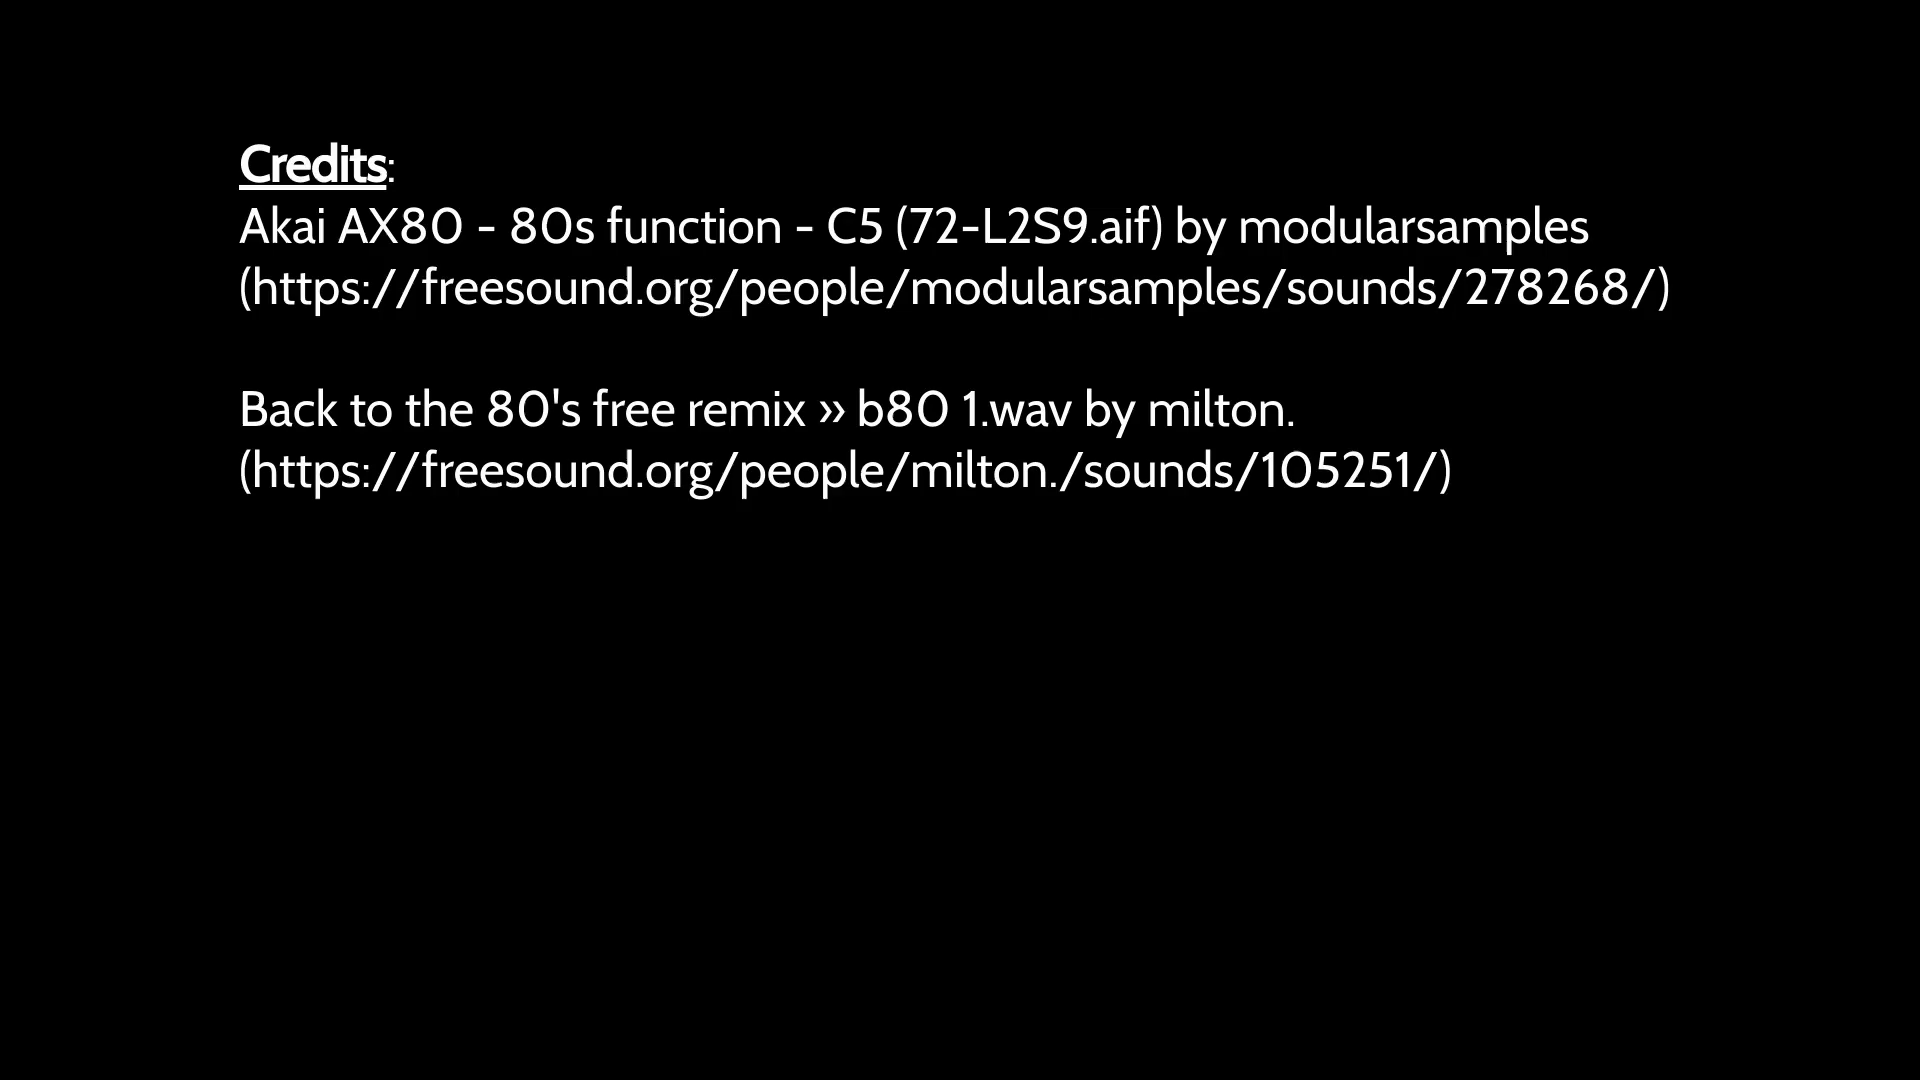 Credits:
Akai AX80 - 80s function - C5 (72-L2S9.aif) by modularsamples
(https://freesound.org/people/modularsamples/sounds/278268/)
Back to the 80's free remix » b80 1.wav by milton.
(https://freesound.org/people/milton./sounds/105251/)